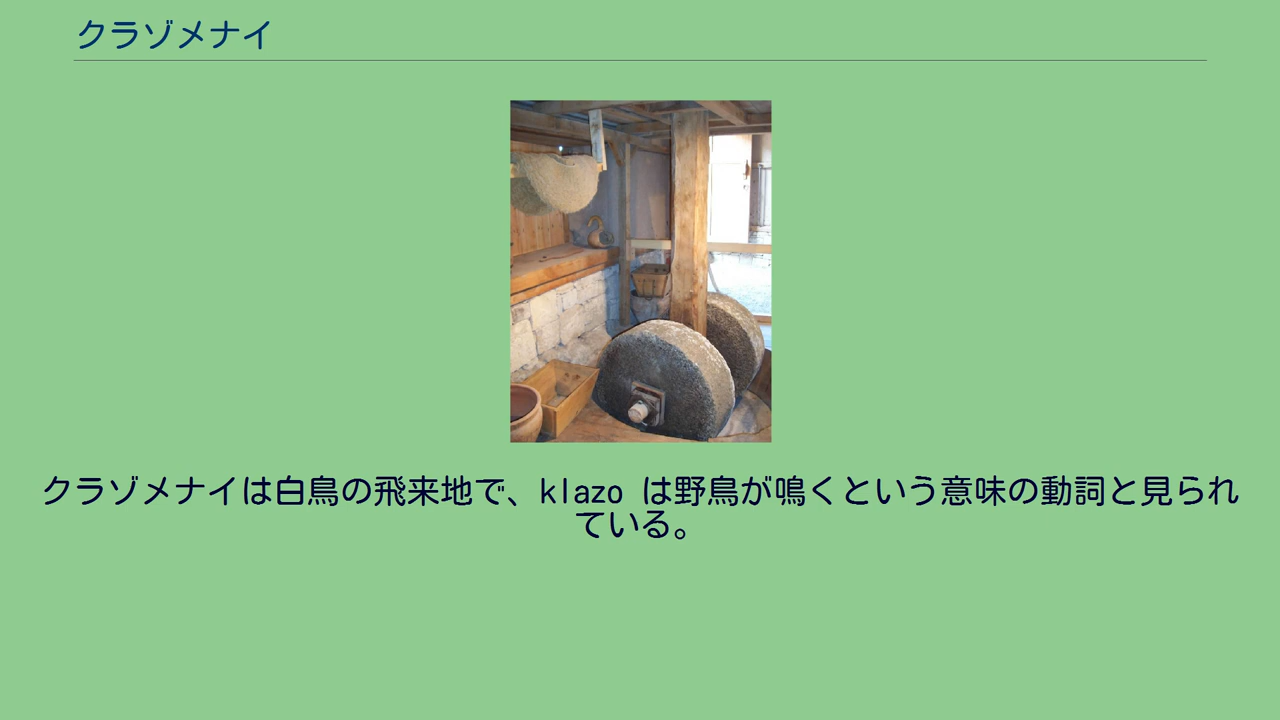 クラゾメナイ
クラゾメナイは白鳥の飛来地で、klazo は野鳥が鳴くという意味の動詞と見られ
ている。